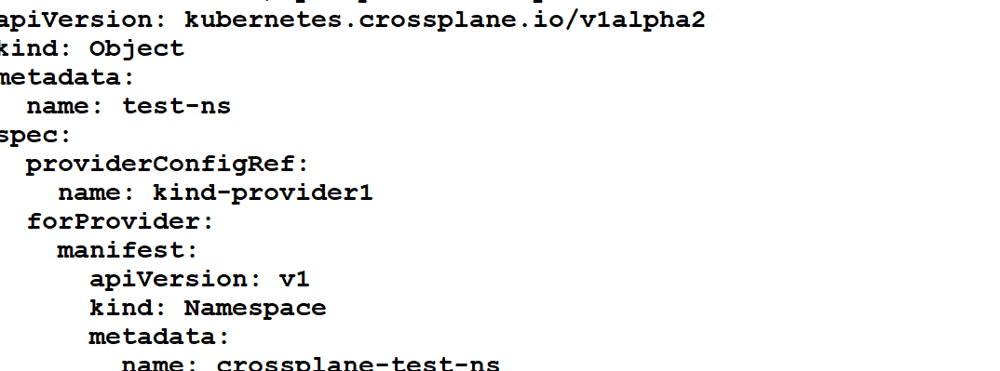 apiVersion: kubernetes.crossplane.io/v1alpha2
kind: Object
metadata:
  name: test-ns
spec:
  providerConfigRef:
    name: kind-provider1
  forProvider:
    manifest:
      apiVersion: v1
      kind: Namespace
      metadata:
        name: crossplane-test-ns